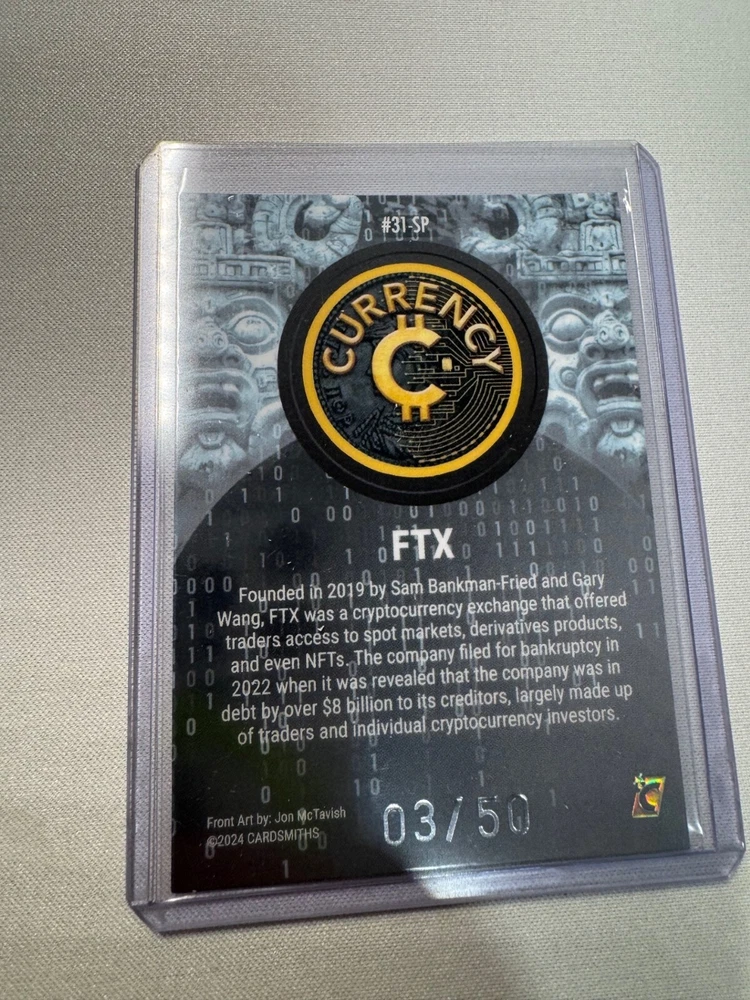 #31-SP
CURRENCY
FTX
Founded in 2019 by Sam Bankman-Fried and Gary
Wang, FTX was a cryptocurrency exchange that offered
traders access to spot markets, derivatives products,
and even NFTs. The company filed for bankruptcy in
2022 when it was revealed that the company was in
debt by over $8 billion to its creditors, largely made up
of traders and individual cryptocurrency investors.
Front Art by: Jon McTavish
©2024 CARDSMITHS
03/50